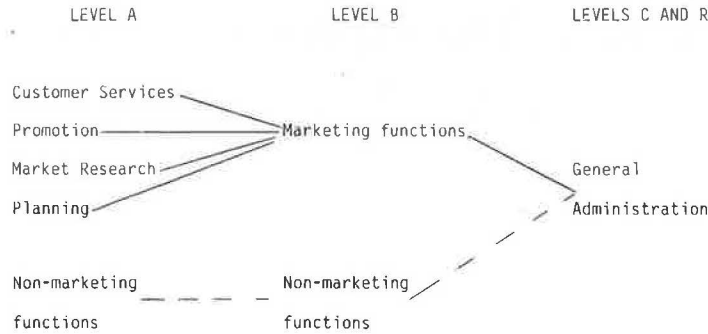 LEVEL A LEVEL B LEVELS C AND R
Customer Services
Promotion Marketing functions
Market Research General
Planning Administration
Non-marketing Non-marketing
functions functions